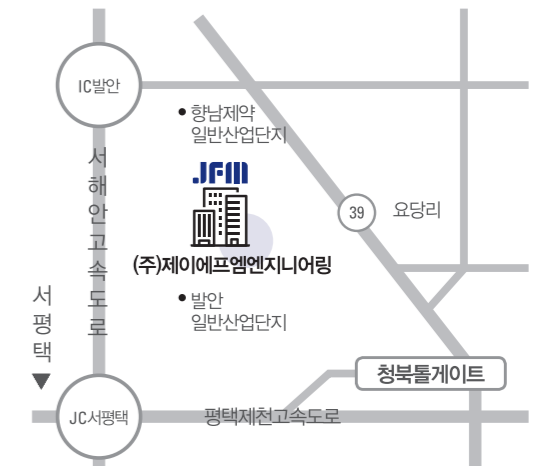 IC발안
향남제약
일반산업단지
JFM
서해안고속도로
39
요당리
(주)제이에프엠엔지니어링
발안
일반산업단지
서평택
청북톨게이트
JC서평택
평택제천고속도로